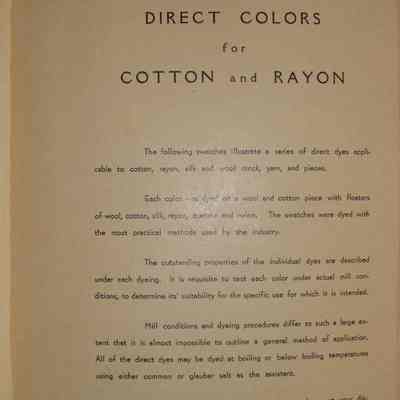 DIRECT COLORS
for
COTTON and RAYON
The following swatches illustrate a series of direct dyes appli-
cable to cotton, rayon, silk and wool stock, yarn, and pieces.
Each color is dyed on a wool and cotton piece with floaters
of wool, cotton, silk, rayon, acetate and nylon. The swatches were dyed with
the most practical methods used by the industry.
The outstanding properties of the individual dyes are described
under each dyeing. It is requisite to test each color under actual mill con-
ditions, to determine its' suitability for the specific use for which it is intended.
Mill conditions and dyeing procedures differ to such a large ex-
tent that it is almost impossible to outline a general method of application.
All of the direct dyes may be dyed at boiling or below boiling temperatures
using either common or glauber salt as the assistant.
your